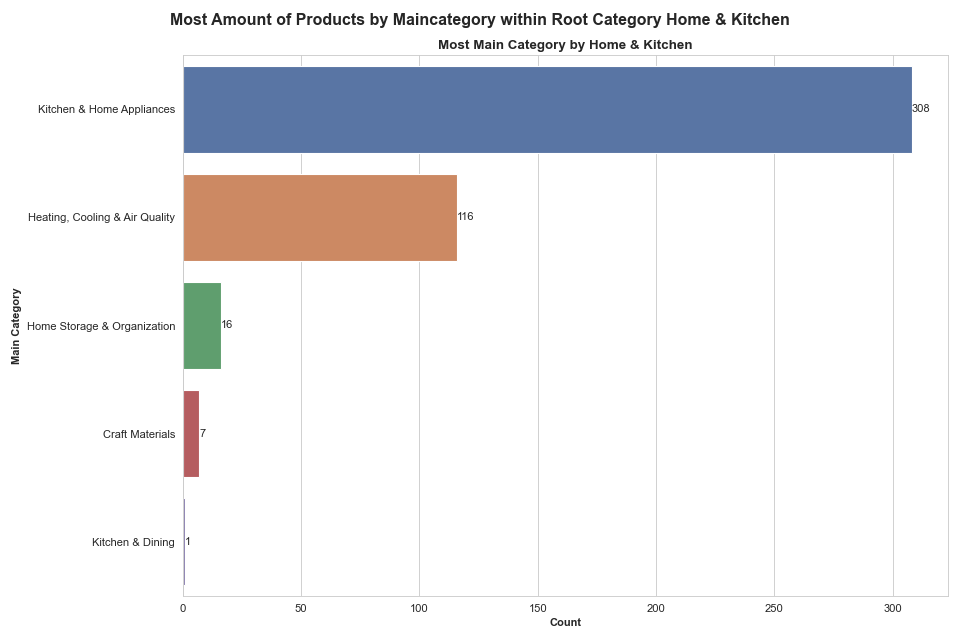 Most Amount of Products by Maincategory within Root Category Home & Kitchen
Most Main Category by Home & Kitchen
Main Category
Kitchen & Home Appliances
308
Heating, Cooling & Air Quality
116
Home Storage & Organization
16
Craft Materials
7
Kitchen & Dining
1
0 50 100 150 200 250 300
Count